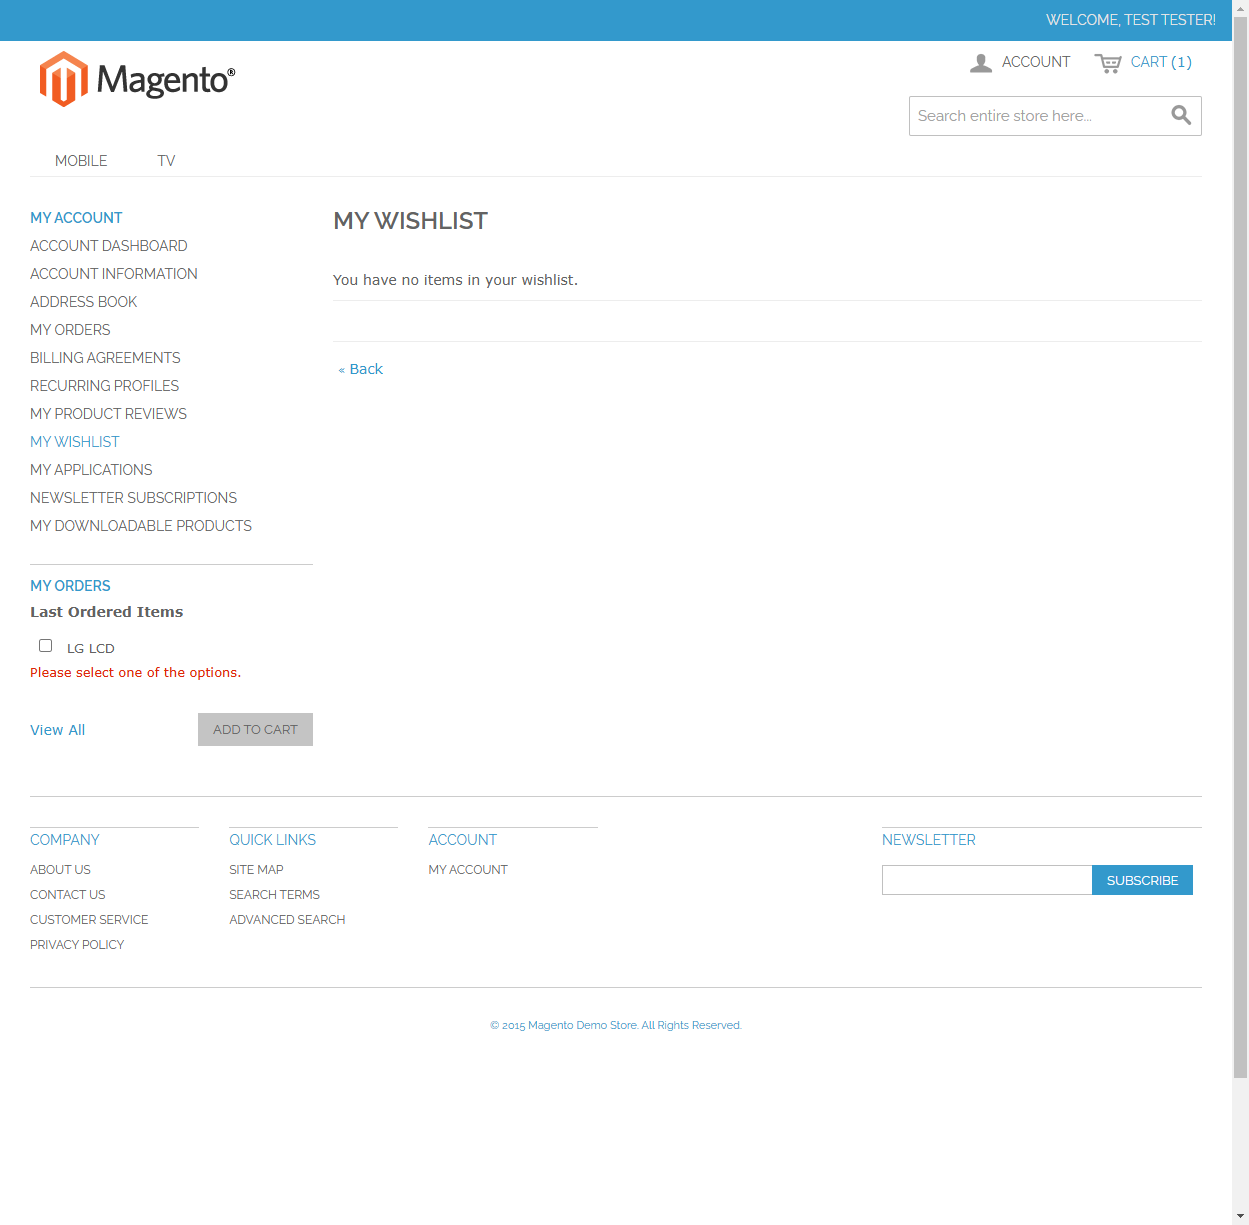 WELCOME, TEST TESTER!
Magento®
ACCOUNT
CART (1)
Search entire store here...
MOBILE
TV
MY ACCOUNT
ACCOUNT DASHBOARD
ACCOUNT INFORMATION
ADDRESS BOOK
MY ORDERS
BILLING AGREEMENTS
RECURRING PROFILES
MY PRODUCT REVIEWS
MY WISHLIST
MY APPLICATIONS
NEWSLETTER SUBSCRIPTIONS
MY DOWNLOADABLE PRODUCTS
MY WISHLIST
You have no items in your wishlist.
« Back
MY ORDERS
Last Ordered Items
LG LCD
Please select one of the options.
View All
ADD TO CART
COMPANY
ABOUT US
CONTACT US
CUSTOMER SERVICE
PRIVACY POLICY
QUICK LINKS
SITE MAP
SEARCH TERMS
ADVANCED SEARCH
ACCOUNT
MY ACCOUNT
NEWSLETTER
SUBSCRIBE
© 2015 Magento Demo Store. All Rights Reserved.